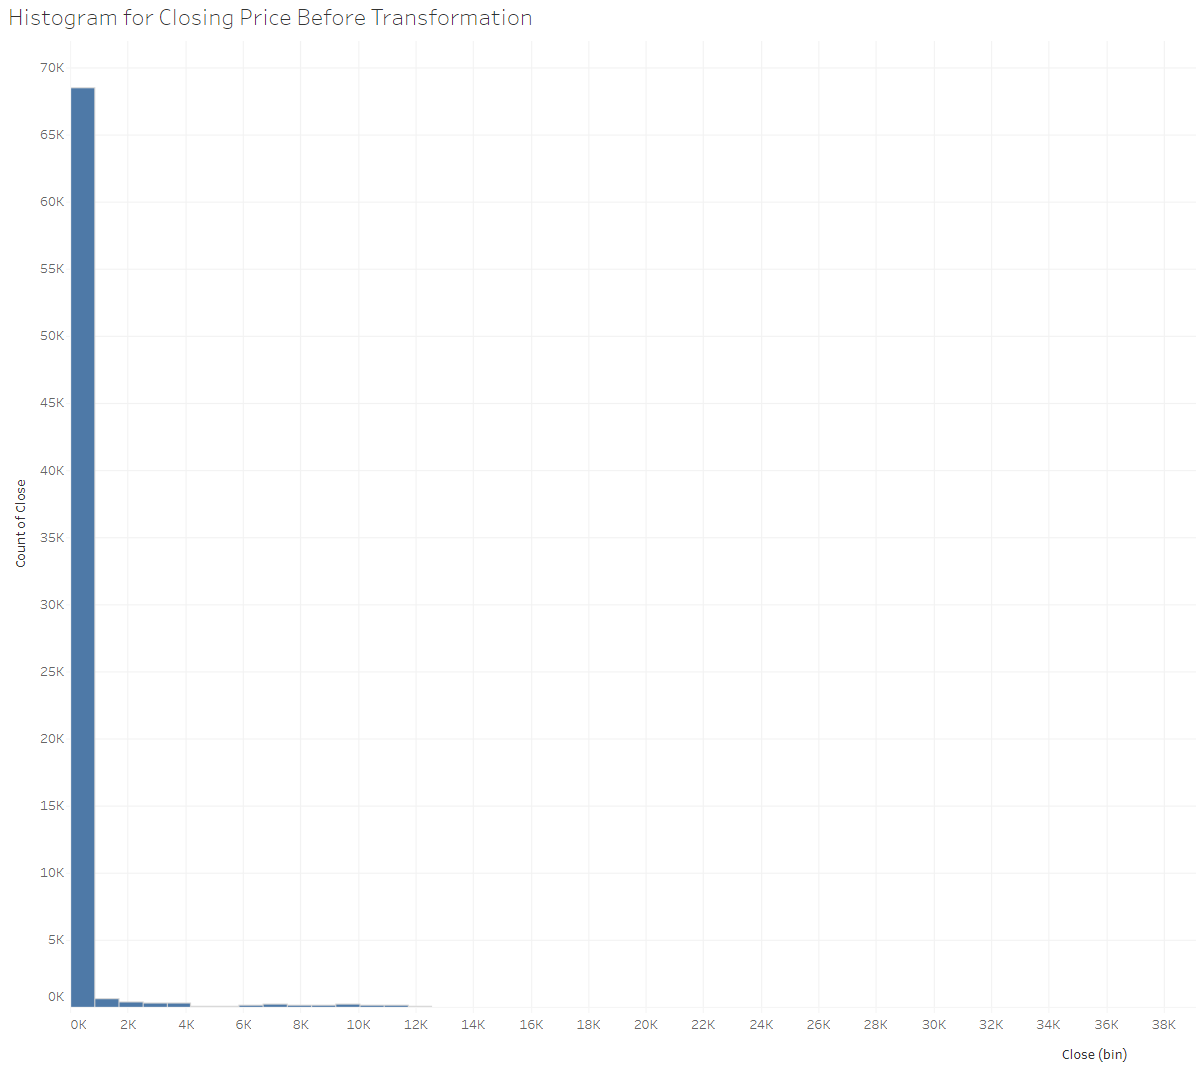 Histogram for Closing Price Before Transformation
70K
65K
60K
55K
50K
45K
40K
35K
30K
25K
20K
15K
10K
5K
0K
Count of Close
0K 2K 4K 6K 8K 10K 12K 14K 16K 18K 20K 22K 24K 26K 28K 30K 32K 34K 36K 38K
Close (bin)